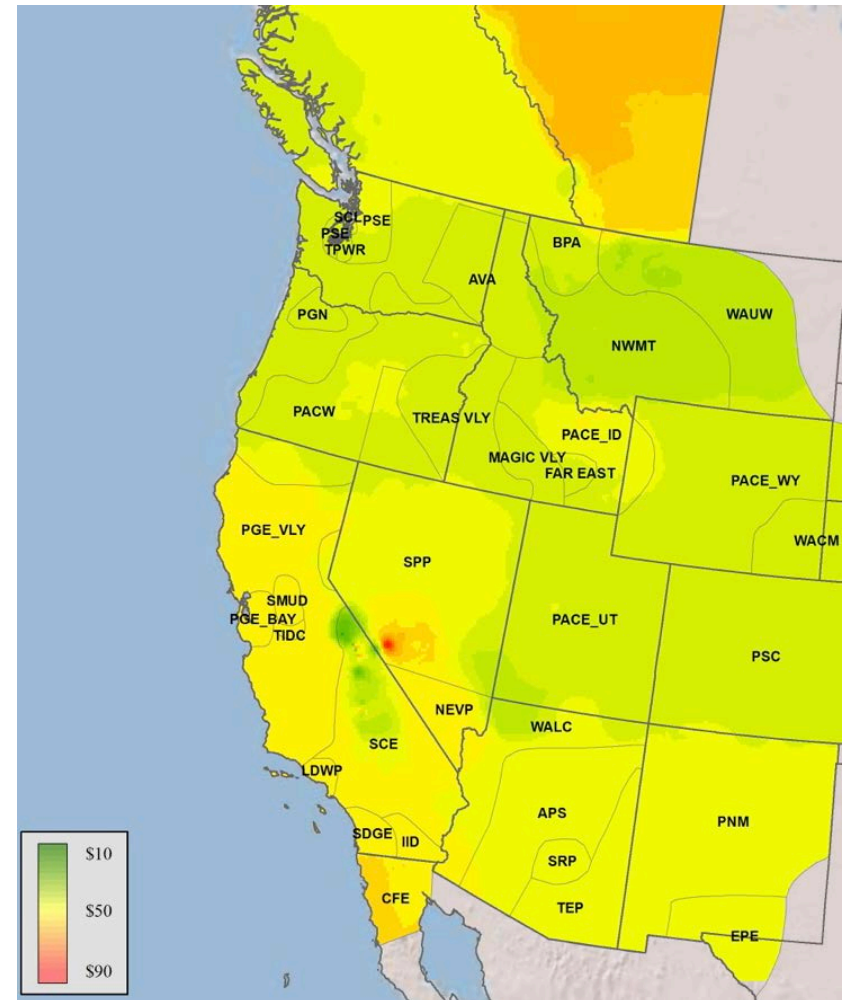 SCL PSE
PSE
TPWR
BPA
AVA
WAUW
PGN
NWMT
PACW
TREAS VLY
PACE_ID
MAGIC VLY
FAR EAST
PACE_WY
PGE_VLY
SPP
WACM
SMUD
PGE_BAY
TIDC
PACE_UT
PSC
NEVP
WALC
SCE
LDWP
APS
PNM
SDGE
IID
SRP
CFE
TEP
EPE
$10
$50
$90